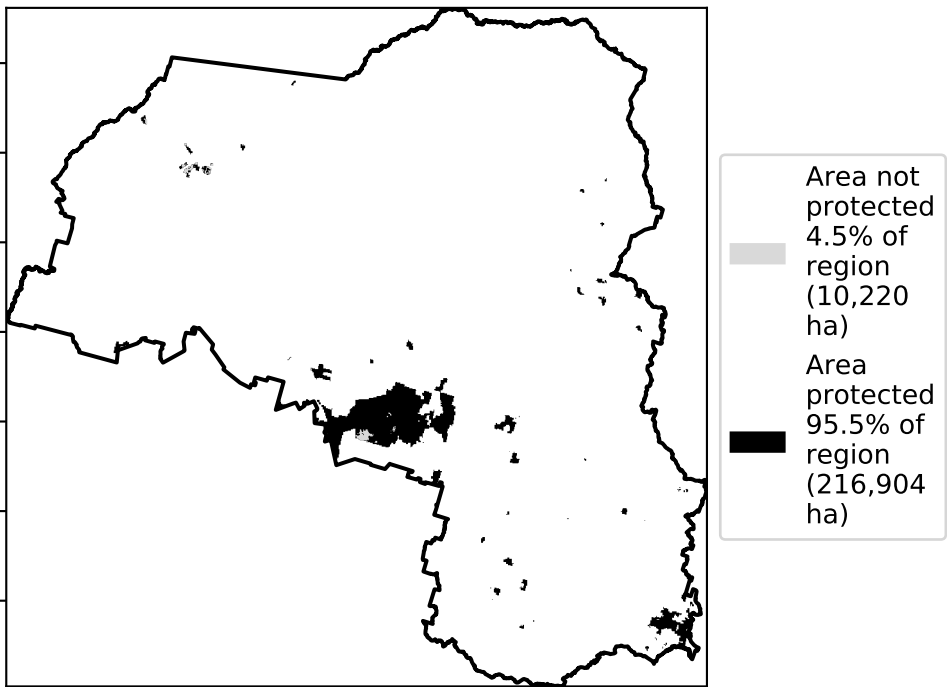 Area not
protected
4.5% of
region
(10,220
ha)
Area
protected
95.5% of
region
(216,904
ha)